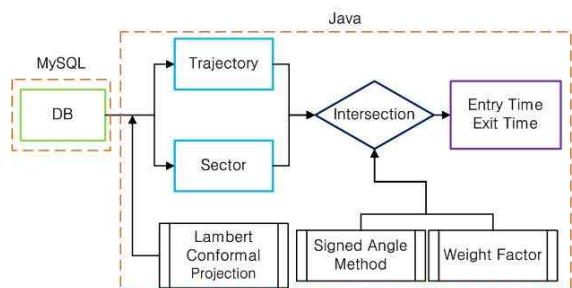 Java
MySQL
Trajectory
DB
Intersection
Entry Time
Exit Time
Sector
Lambert
Conformal
Projection
Signed Angle
Method
Weight Factor